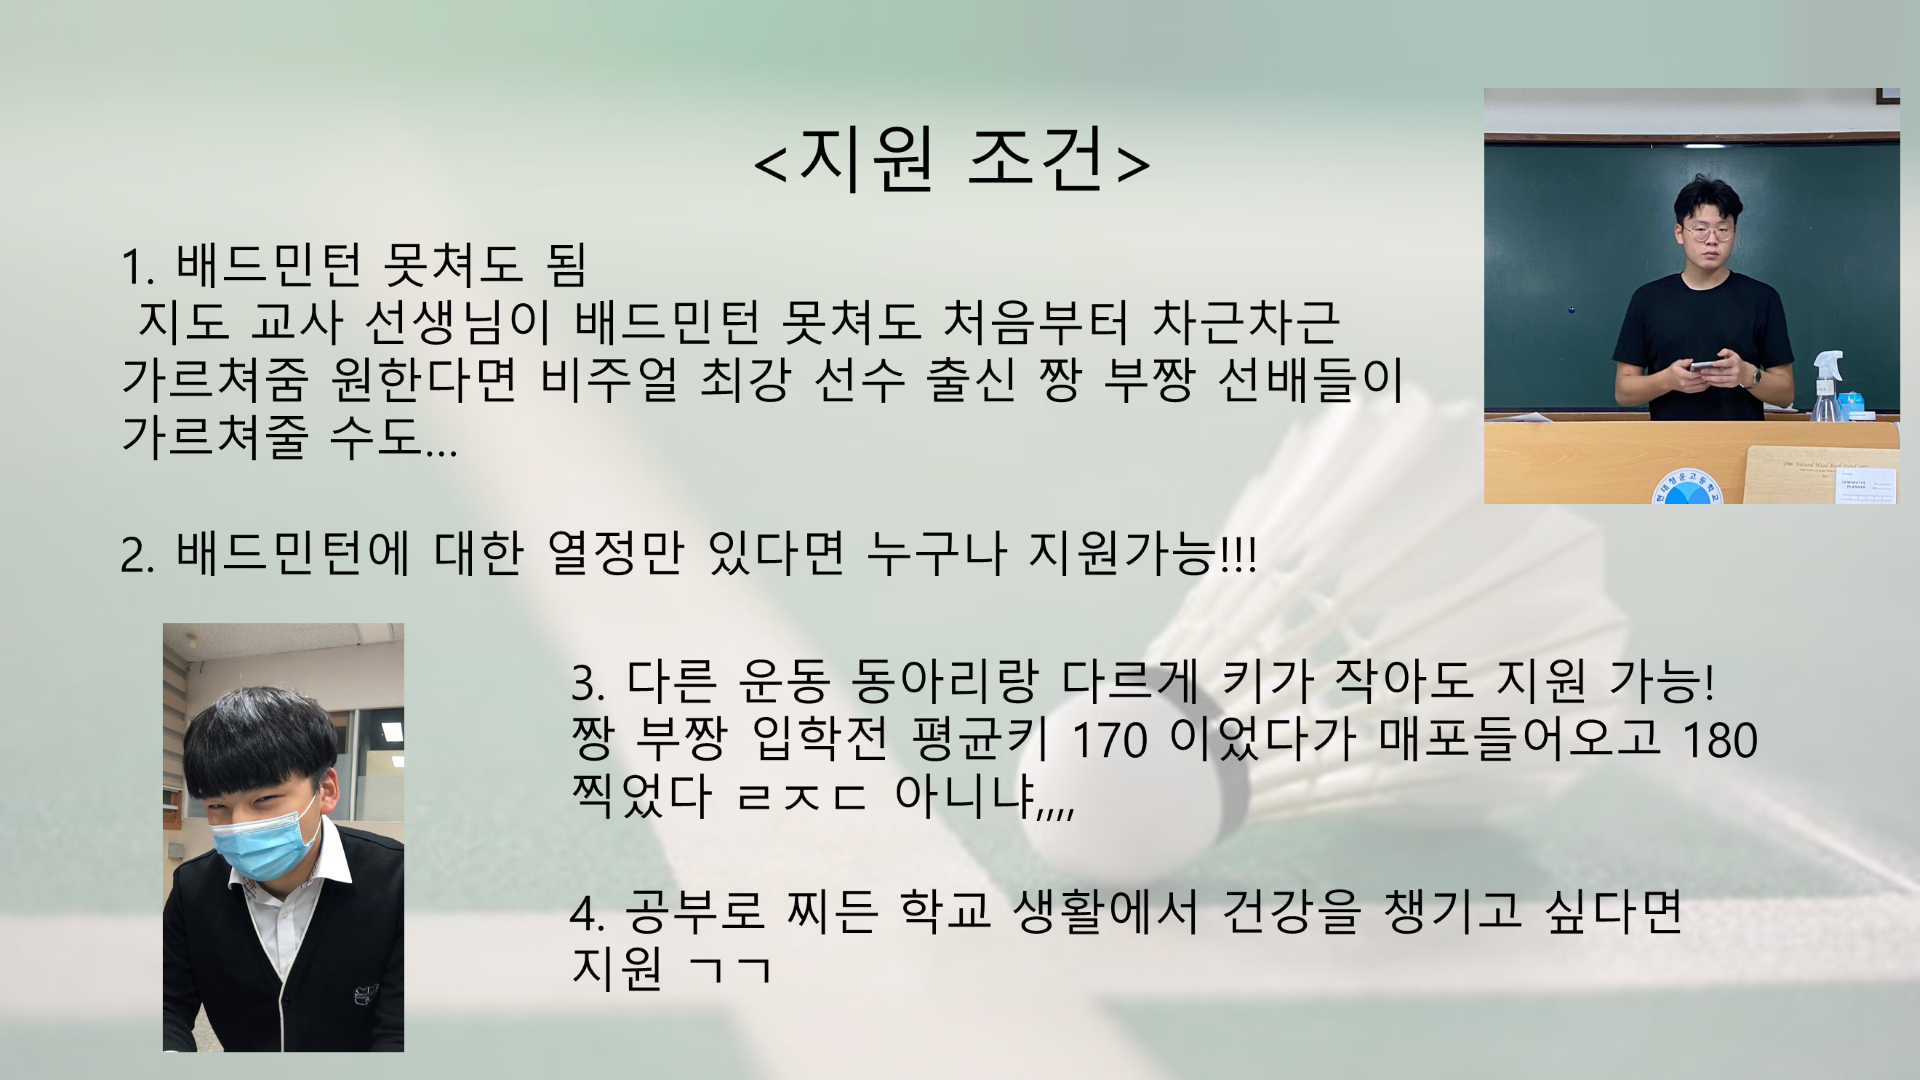 <지원 조건>
1. 배드민턴 못쳐도 됨
지도 교사 선생님이 배드민턴 못쳐도 처음부터 차근차근
가르쳐줌 원한다면 비주얼 최강 선수 출신 짱 부짱 선배들이
가르쳐줄 수도...
2. 배드민턴에 대한 열정만 있다면 누구나 지원가능!!!
3. 다른 운동 동아리랑 다르게 키가 작아도 지원 가능!
짱 부짱 입학전 평균키 170 이었다가 매포들어오고 180
찍었다 ㄹㅈㄷ 아니냐,,,,
4. 공부로 찌든 학교 생활에서 건강을 챙기고 싶다면
지원 ㄱㄱ
현대청운고등학교